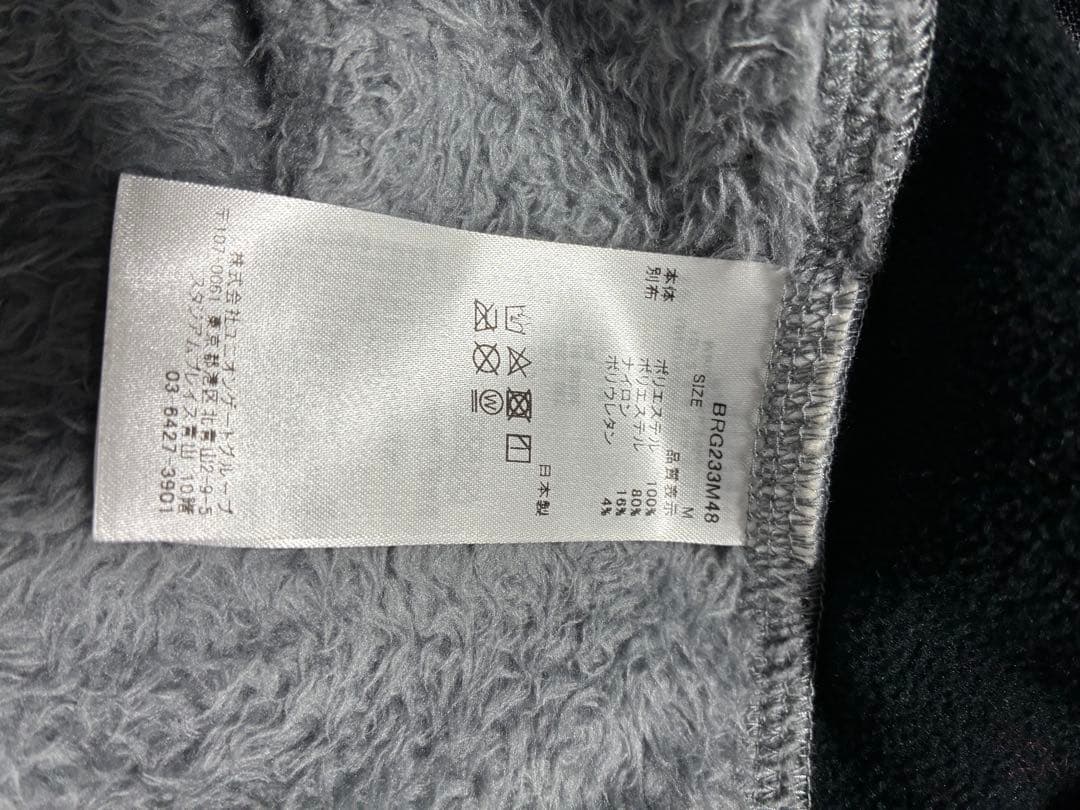 BRG233M48
SIZE M
品質表示
本体 ポリエステル 100%
別布 ポリエステル 80%
ナイロン 16%
ポリウレタン 4%
日本製
W
株式会社ユニオンゲートグループ
〒107-0061 東京都港区北青山2-9-5
スタジアムプレイス青山 10階
03-6427-3901